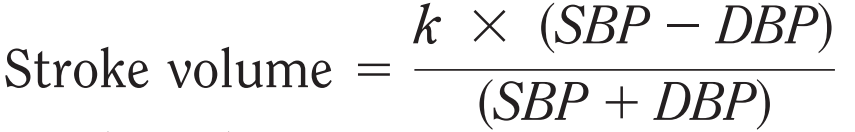 Stroke volume = k × (SBP − DBP) / (SBP + DBP)